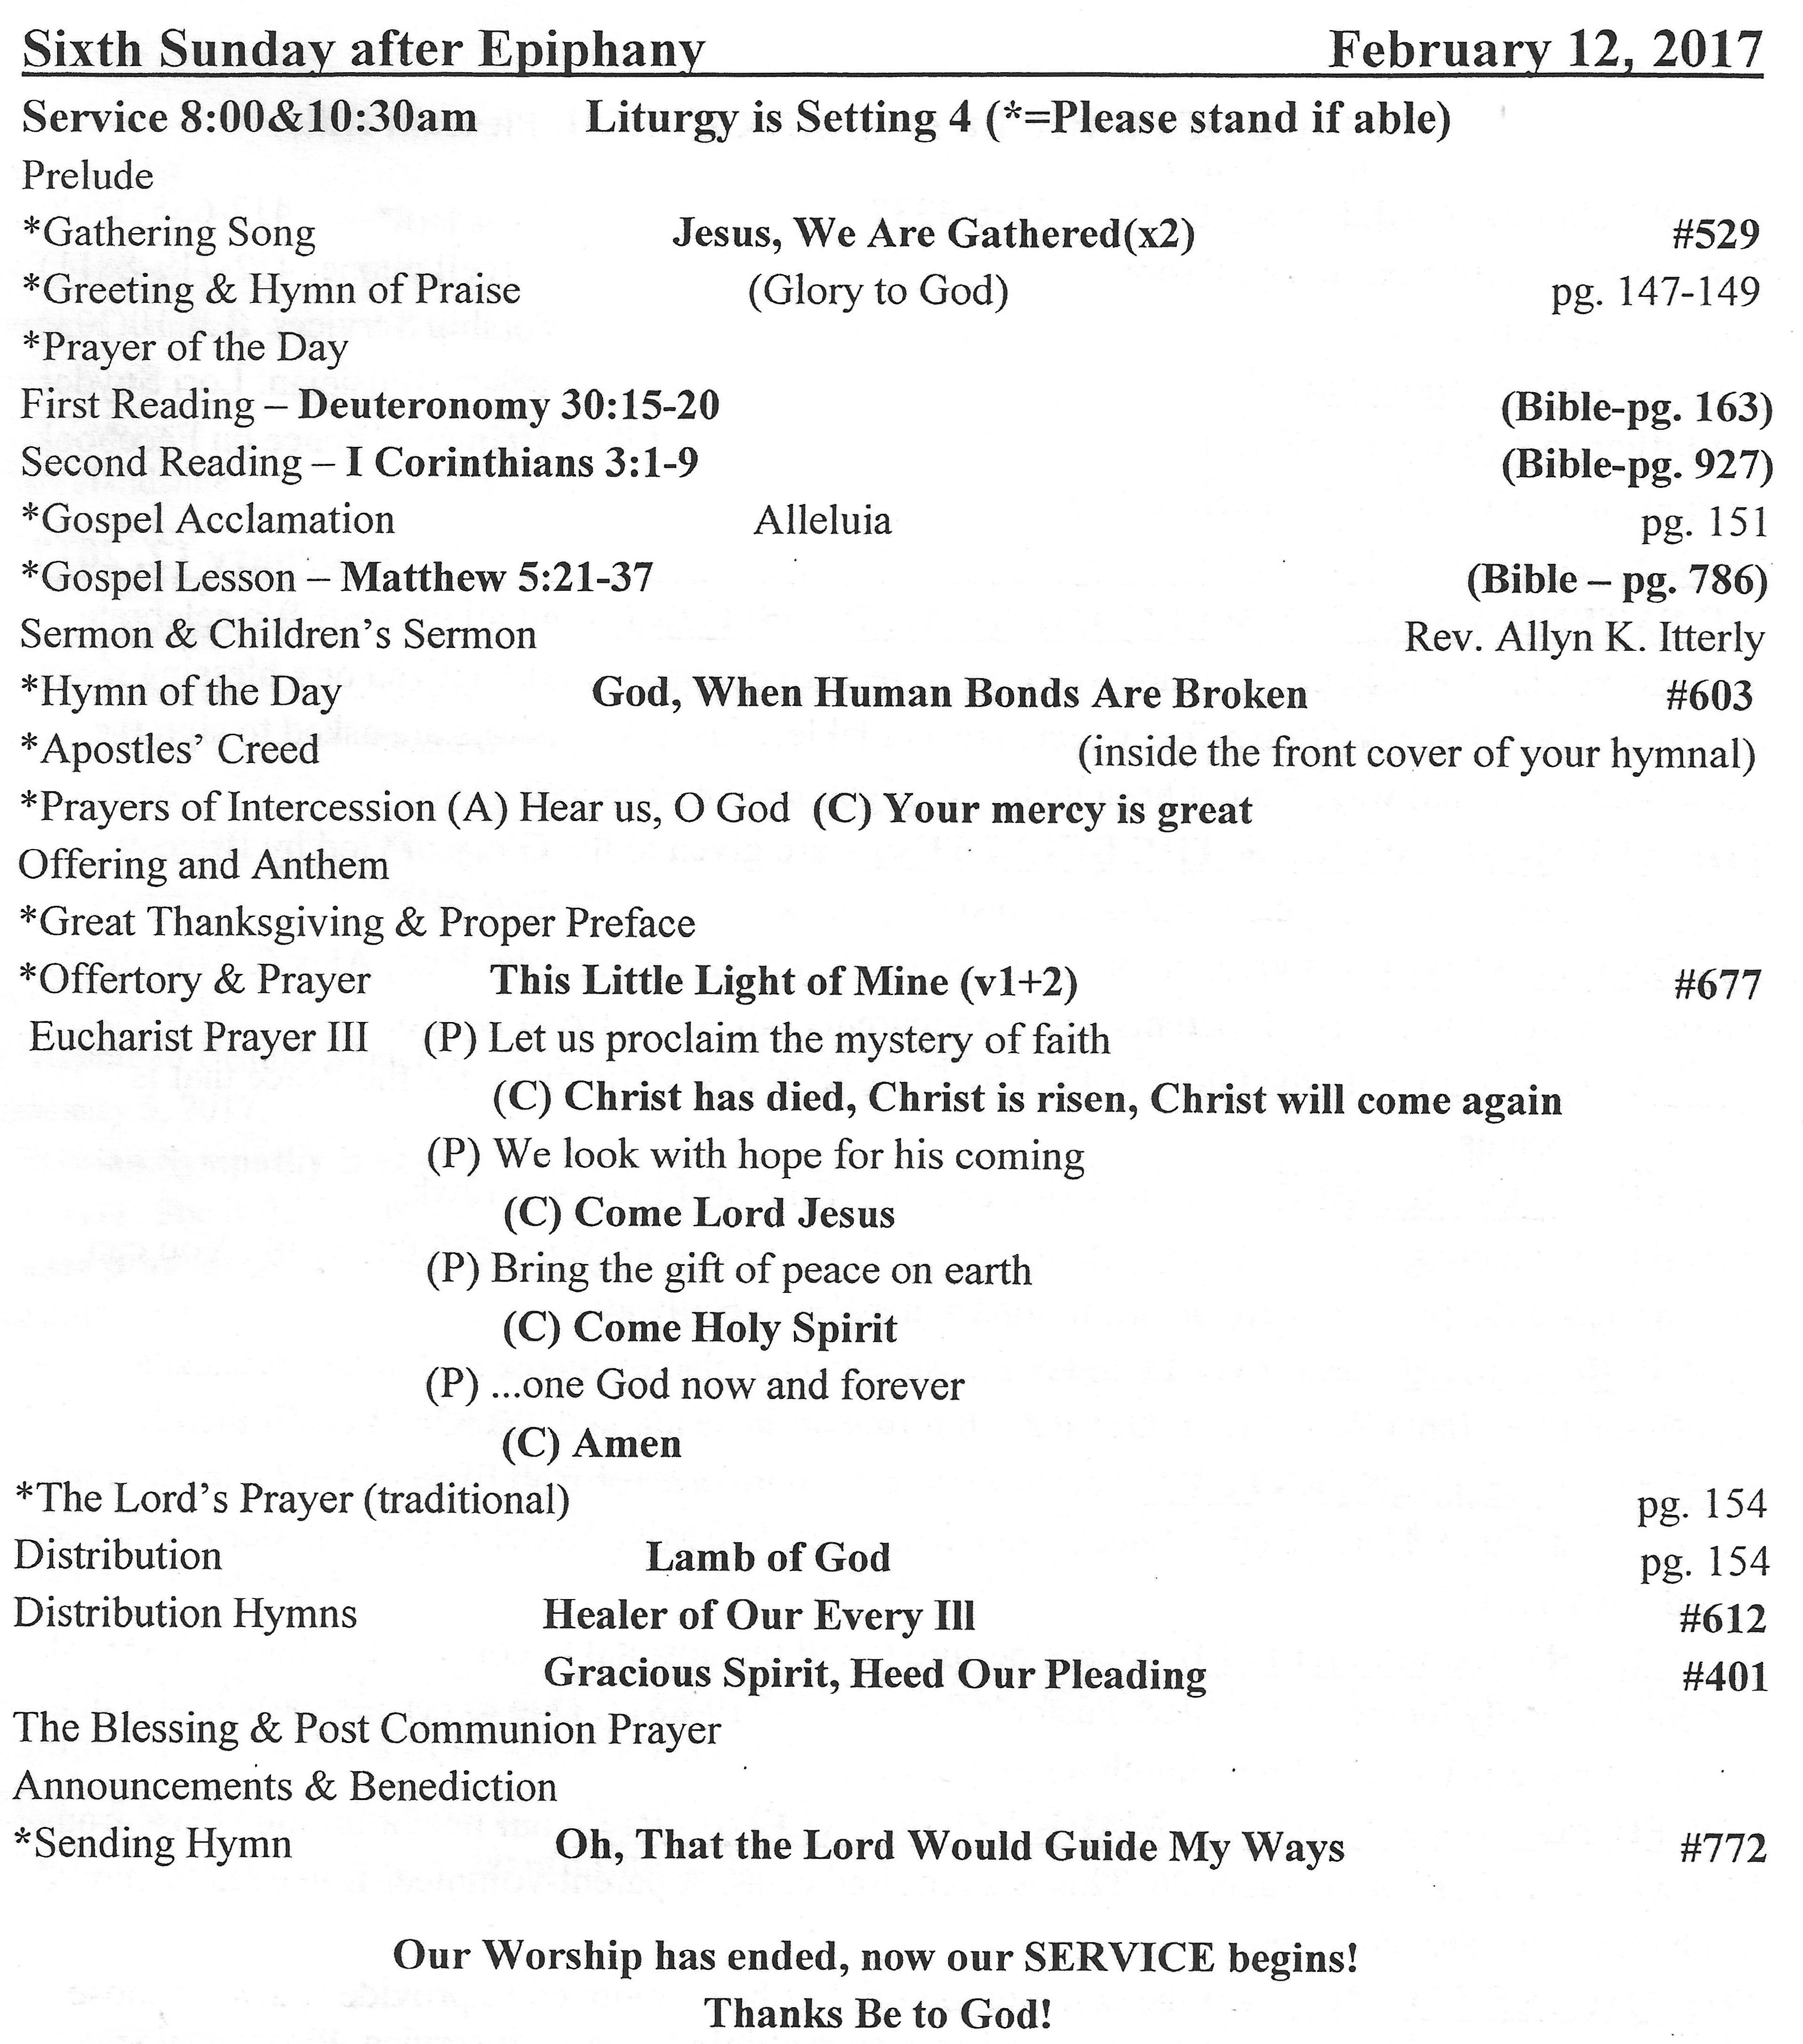 Sixth Sunday after Epiphany February 12, 2017
Service 8:00&10:30am Liturgy is Setting 4 (*=Please stand if able)
Prelude
*Gathering Song Jesus, We Are Gathered(x2) #529
*Greeting & Hymn of Praise (Glory to God) pg. 147-149
*Prayer of the Day
First Reading – Deuteronomy 30:15-20 (Bible-pg. 163)
Second Reading – I Corinthians 3:1-9 (Bible-pg. 927)
*Gospel Acclamation Alleluia pg. 151
*Gospel Lesson – Matthew 5:21-37 (Bible – pg. 786)
Sermon & Children's Sermon Rev. Allyn K. Itterly
*Hymn of the Day God, When Human Bonds Are Broken #603
*Apostles' Creed (inside the front cover of your hymnal)
*Prayers of Intercession (A) Hear us, O God (C) Your mercy is great
Offering and Anthem
*Great Thanksgiving & Proper Preface
*Offertory & Prayer This Little Light of Mine (v1+2) #677
Eucharist Prayer III (P) Let us proclaim the mystery of faith
(C) Christ has died, Christ is risen, Christ will come again
(P) We look with hope for his coming
(C) Come Lord Jesus
(P) Bring the gift of peace on earth
(C) Come Holy Spirit
(P) ...one God now and forever
(C) Amen
*The Lord's Prayer (traditional) pg. 154
Distribution Lamb of God pg. 154
Distribution Hymns Healer of Our Every Ill #612
Gracious Spirit, Heed Our Pleading #401
The Blessing & Post Communion Prayer
Announcements & Benediction
*Sending Hymn Oh, That the Lord Would Guide My Ways #772
Our Worship has ended, now our SERVICE begins!
Thanks Be to God!